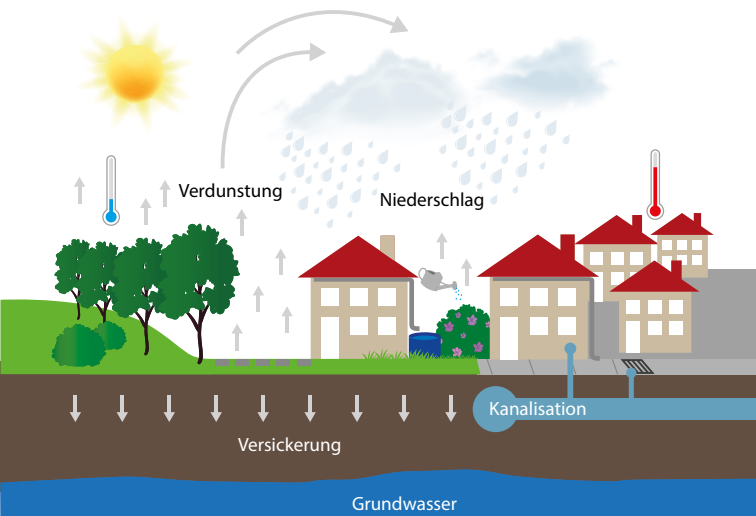 Verdunstung
Niederschlag
Kanalisation
Versickerung
Grundwasser